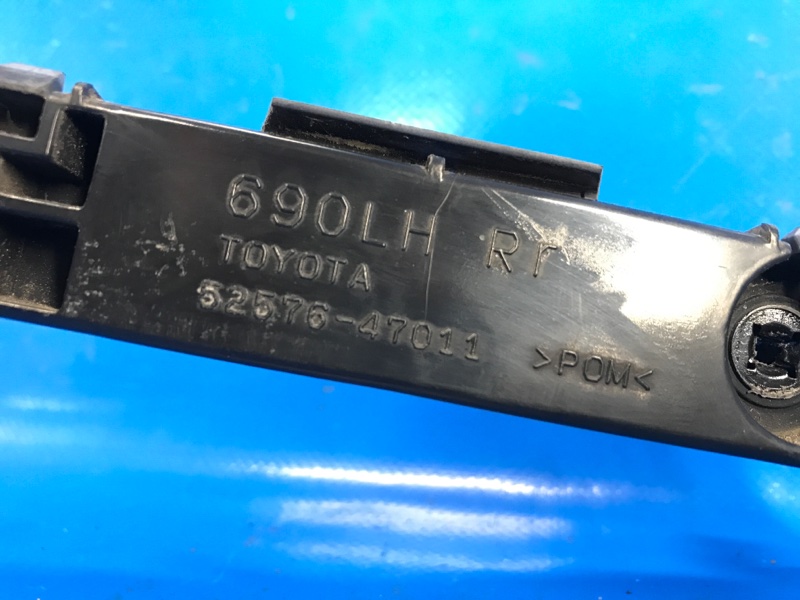 690LH Rr
TOYOTA
52576-47011
>POM<